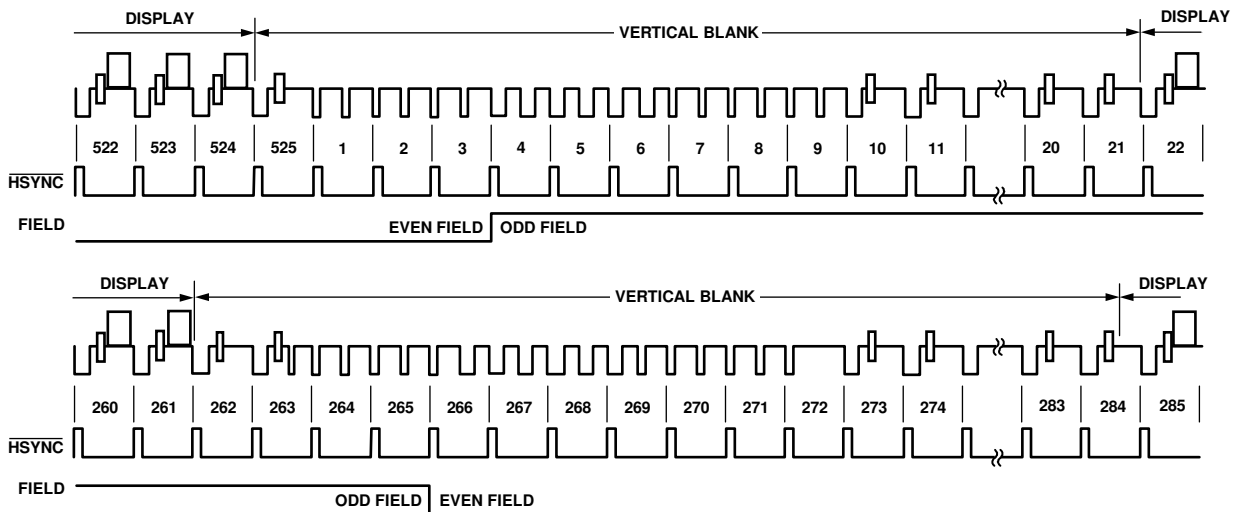 DISPLAY VERTICAL BLANK DISPLAY
522 523 524 525 1 2 3 4 5 6 7 8 9 10 11 20 21 22
HSYNC
FIELD EVEN FIELD ODD FIELD
DISPLAY VERTICAL BLANK DISPLAY
260 261 262 263 264 265 266 267 268 269 270 271 272 273 274 283 284 285
HSYNC
FIELD ODD FIELD EVEN FIELD